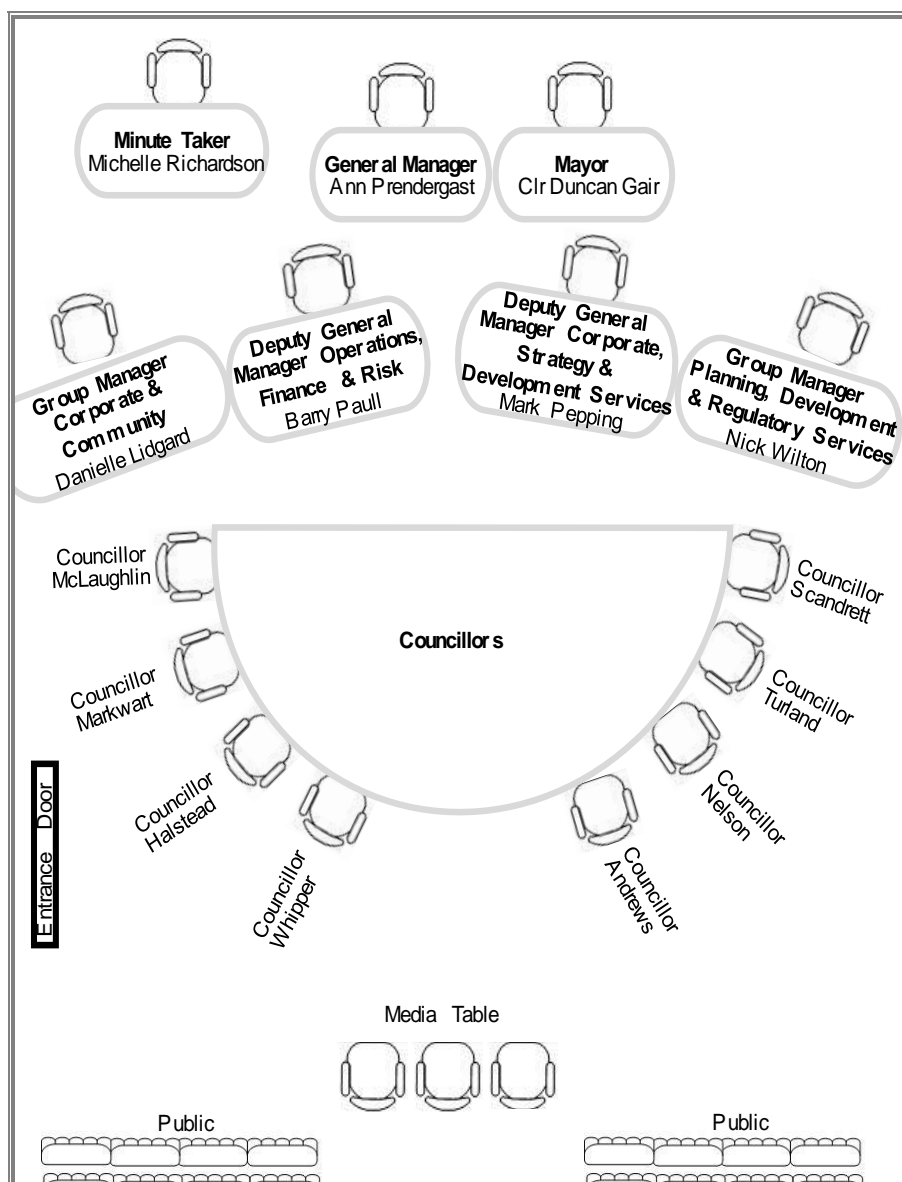 Minute Taker
Michelle Richardson
General Manager
Ann Prendergast
Mayor
Clr Duncan Gair
Group Manager
Corporate &
Community
Danielle Lidgard
Deputy General
Manager Operations,
Finance & Risk
Barry Paull
Deputy General
Manager Corporate,
Strategy &
Development Services
Mark Pepping
Group Manager
Planning, Development
& Regulatory Services
Nick Wilton
Councillor
McLaughlin
Councillor
Scandrett
Councillors
Councillor
Markwart
Councillor
Turland
Councillor
Halstead
Councillor
Nelson
Councillor
Whipper
Councillor
Andrews
Entrance Door
Media Table
Public
Public